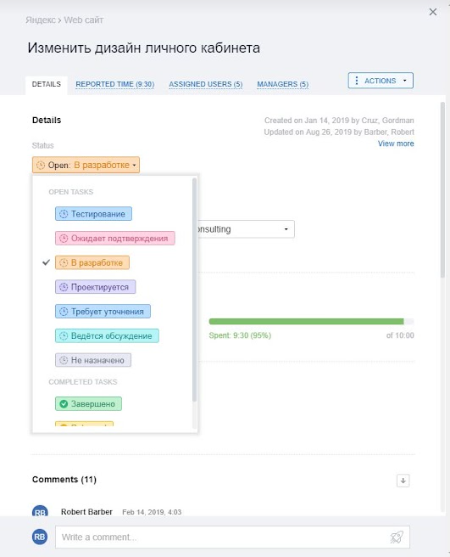 Яндекс > Web сайт
Изменить дизайн личного кабинета
DETAILS REPORTED TIME (9:30) ASSIGNED USERS (5) MANAGERS (5) ACTIONS
Details
Created on Jan 14, 2019 by Cruz, Gerdman
Updated on Aug 26, 2019 by Barber, Robert
Status
View more
Open: В разработке
OPEN TASKS
Тестирование
Ожидает подтверждения
onsulting
В разработке
Проектируется
Требует уточнения
Ведётся обсуждение
Spent: 9:30 (95%) of 10:00
Не назначено
COMPLETED TASKS
Завершено
Comments (11)
RB Robert Barber Feb 14, 2019, 4:03
RB Write a comment...